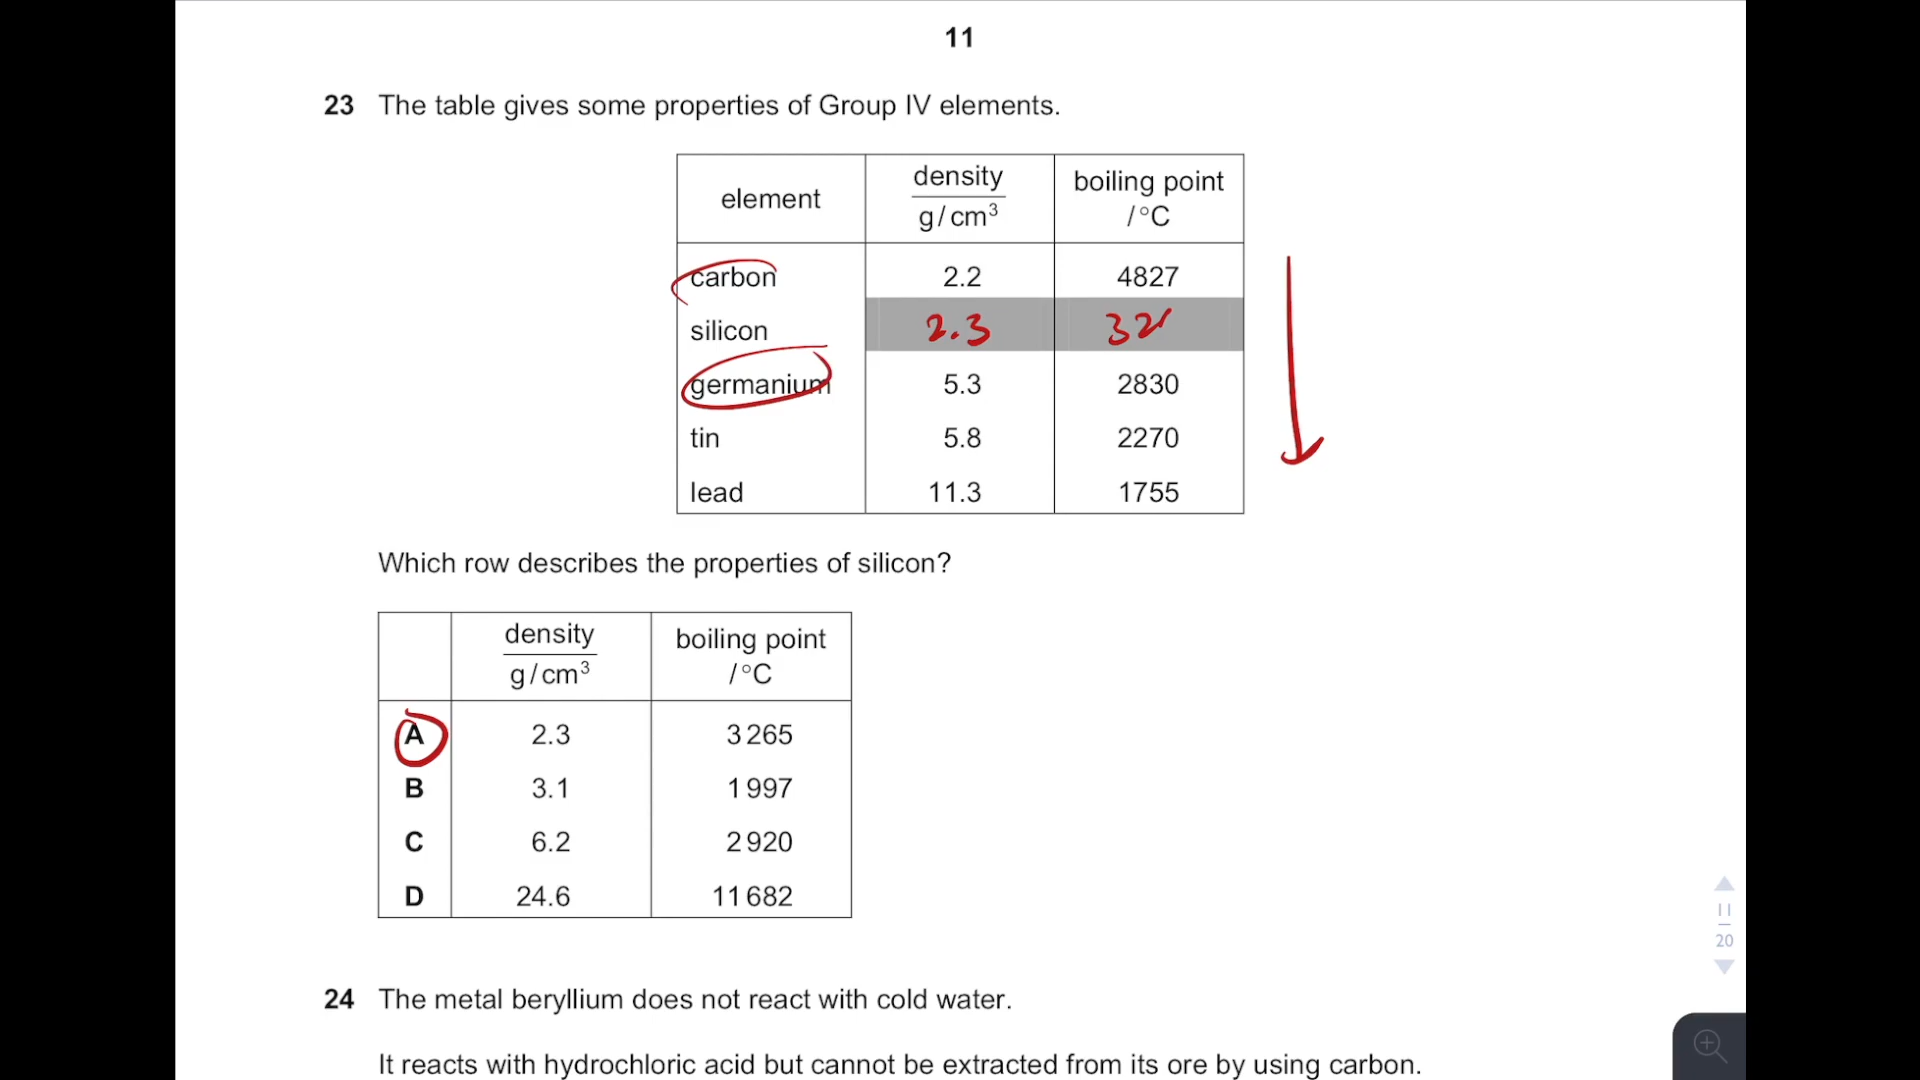 11
23 The table gives some properties of Group IV elements.
element density g/cm³ boiling point /°C
carbon 2.2 4827
silicon 2.3 32
germanium 5.3 2830
tin 5.8 2270
lead 11.3 1755
Which row describes the properties of silicon?
density g/cm³ boiling point /°C
A 2.3 3265
B 3.1 1997
C 6.2 2920
D 24.6 11682
11
20
24 The metal beryllium does not react with cold water.
It reacts with hydrochloric acid but cannot be extracted from its ore by using carbon.